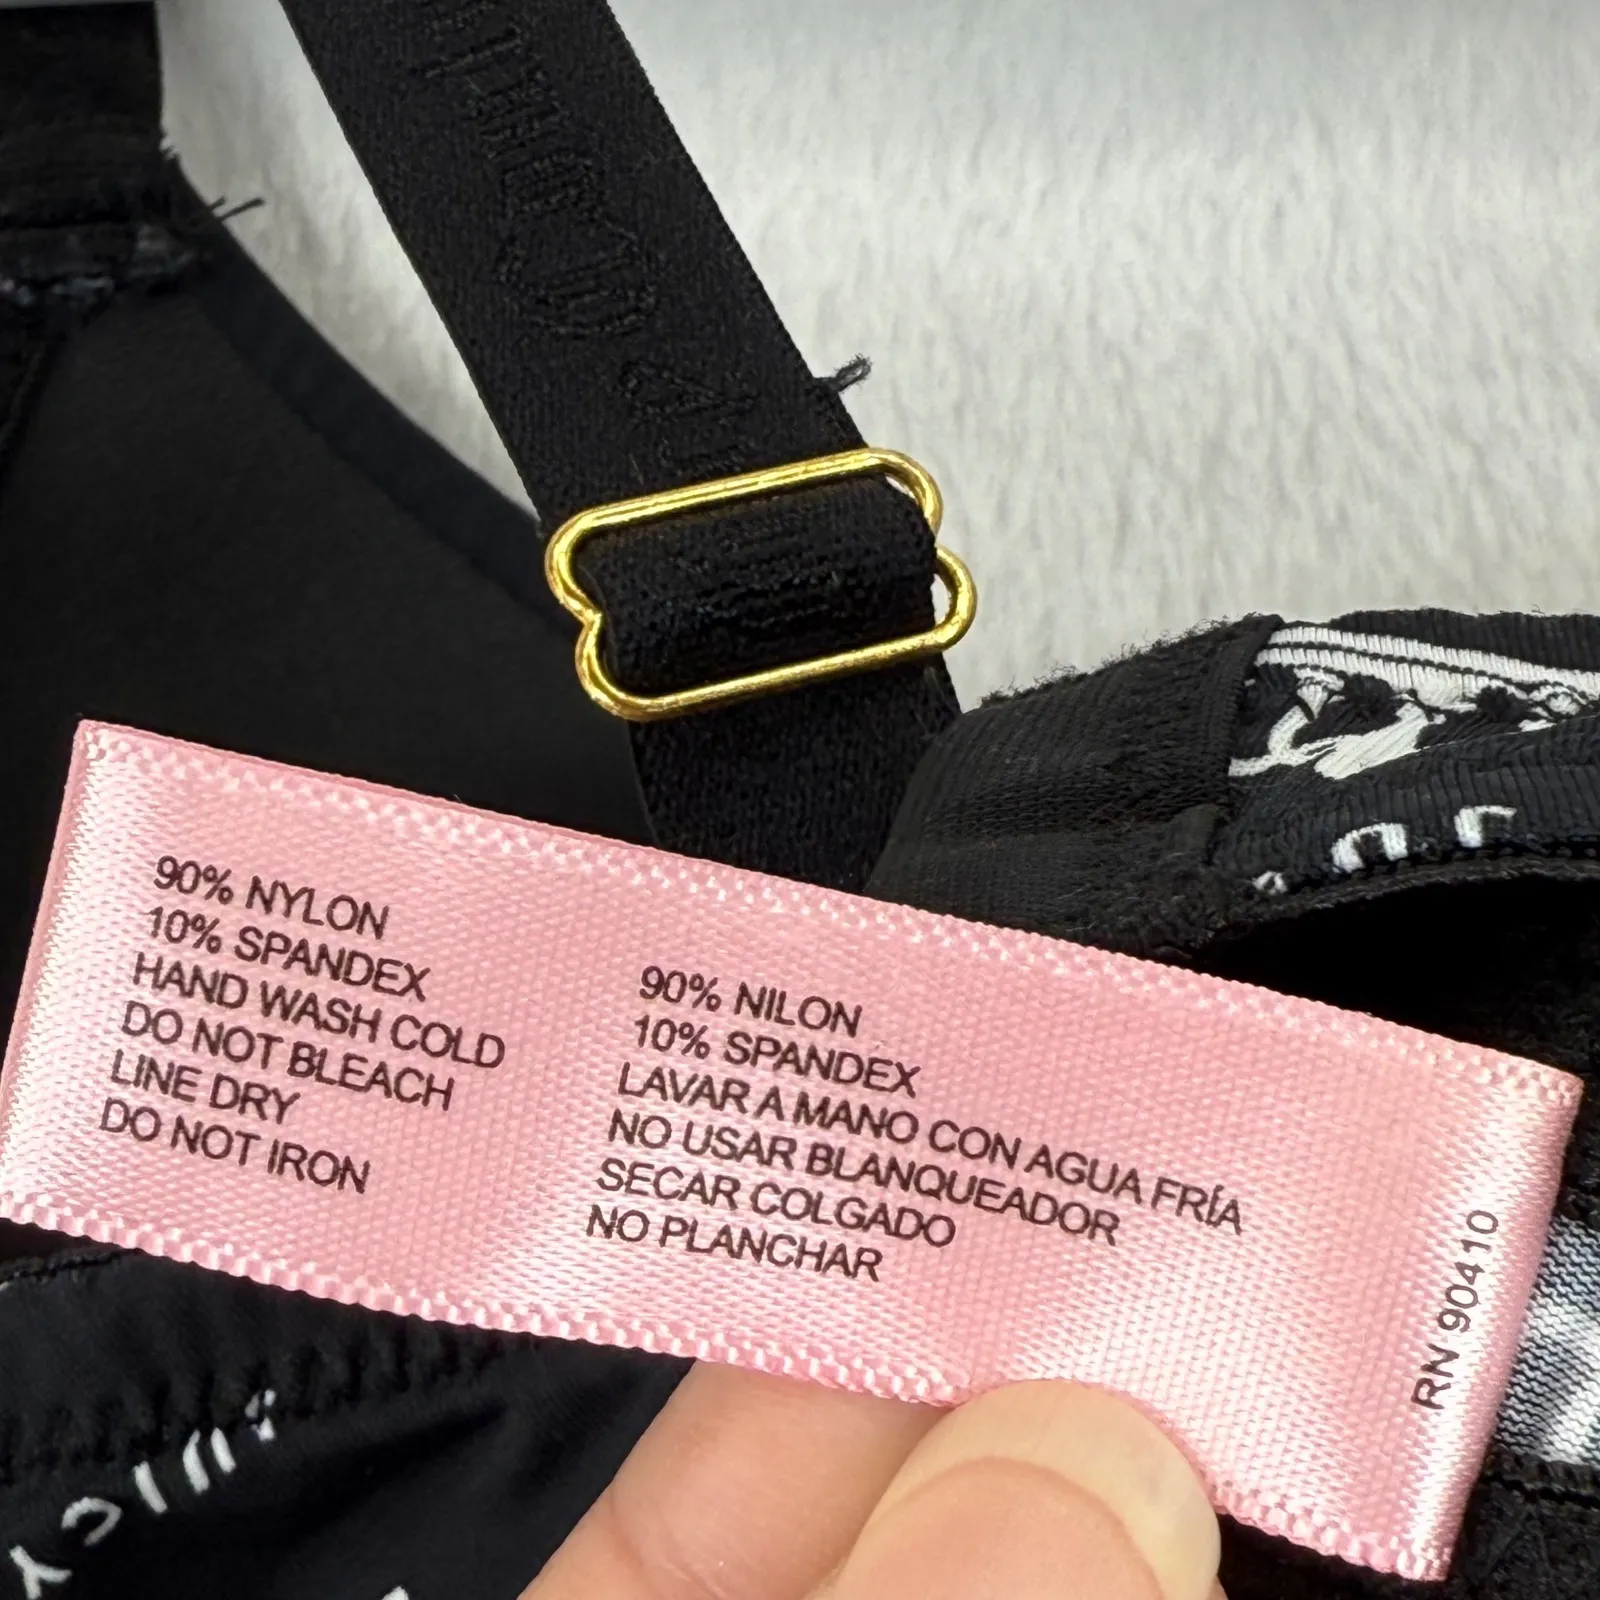 90% NYLON
10% SPANDEX
HAND WASH COLD
DO NOT BLEACH
LINE DRY
DO NOT IRON
90% NILON
10% SPANDEX
LAVAR A MANO CON AGUA FRÍA
NO USAR BLANQUEADOR
SECAR COLGADO
NO PLANCHAR
RN 90410